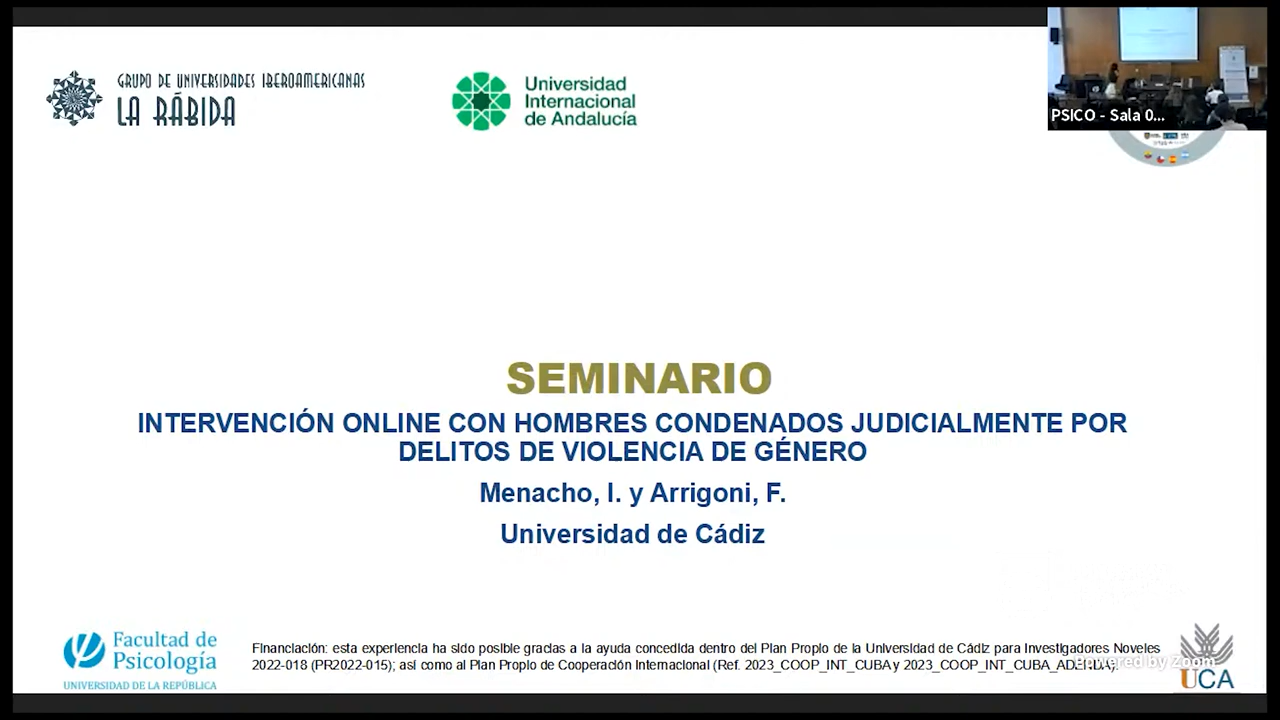 GRUPO DE UNIVERSIDADES IBEROAMERICANAS
LA RÁBIDA
Universidad
Internacional
de Andalucía
PSICO - Sala 0...
SEMINARIO
INTERVENCIÓN ONLINE CON HOMBRES CONDENADOS JUDICIALMENTE POR
DELITOS DE VIOLENCIA DE GÉNERO
Menacho, I. y Arrigoni, F.
Universidad de Cádiz
Facultad de
Psicología
UNIVERSIDAD DE LA REPÚBLICA
Financiación: esta experiencia ha sido posible gracias a la ayuda concedida dentro del Plan Propio de la Universidad de Cádiz para Investigadores Noveles
2022-018 (PR2022-015); así como al Plan Propio de Cooperación Internacional (Ref. 2023_COOP_INT_CUBA y 2023_COOP_INT_CUBA_ADENDA).
Powered by Zoom
UCA